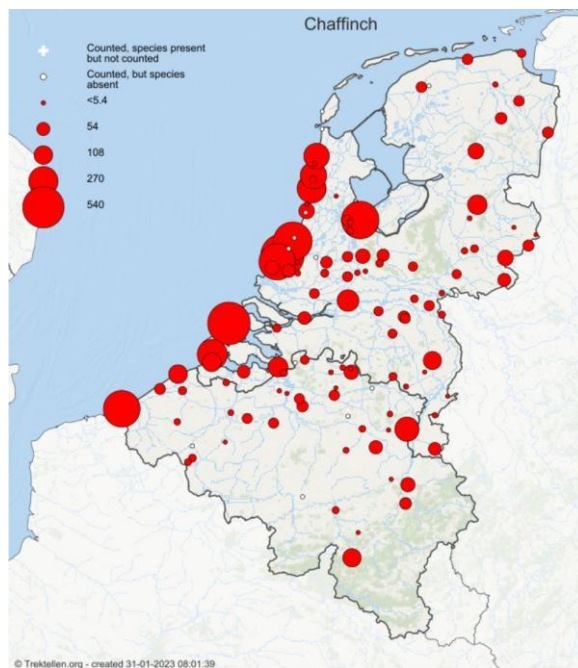 Chaffinch
Counted, species present
but not counted
Counted, but species
absent
<5.4
54
108
270
540
© Trektellen.org - created 31-01-2023 08:01:39